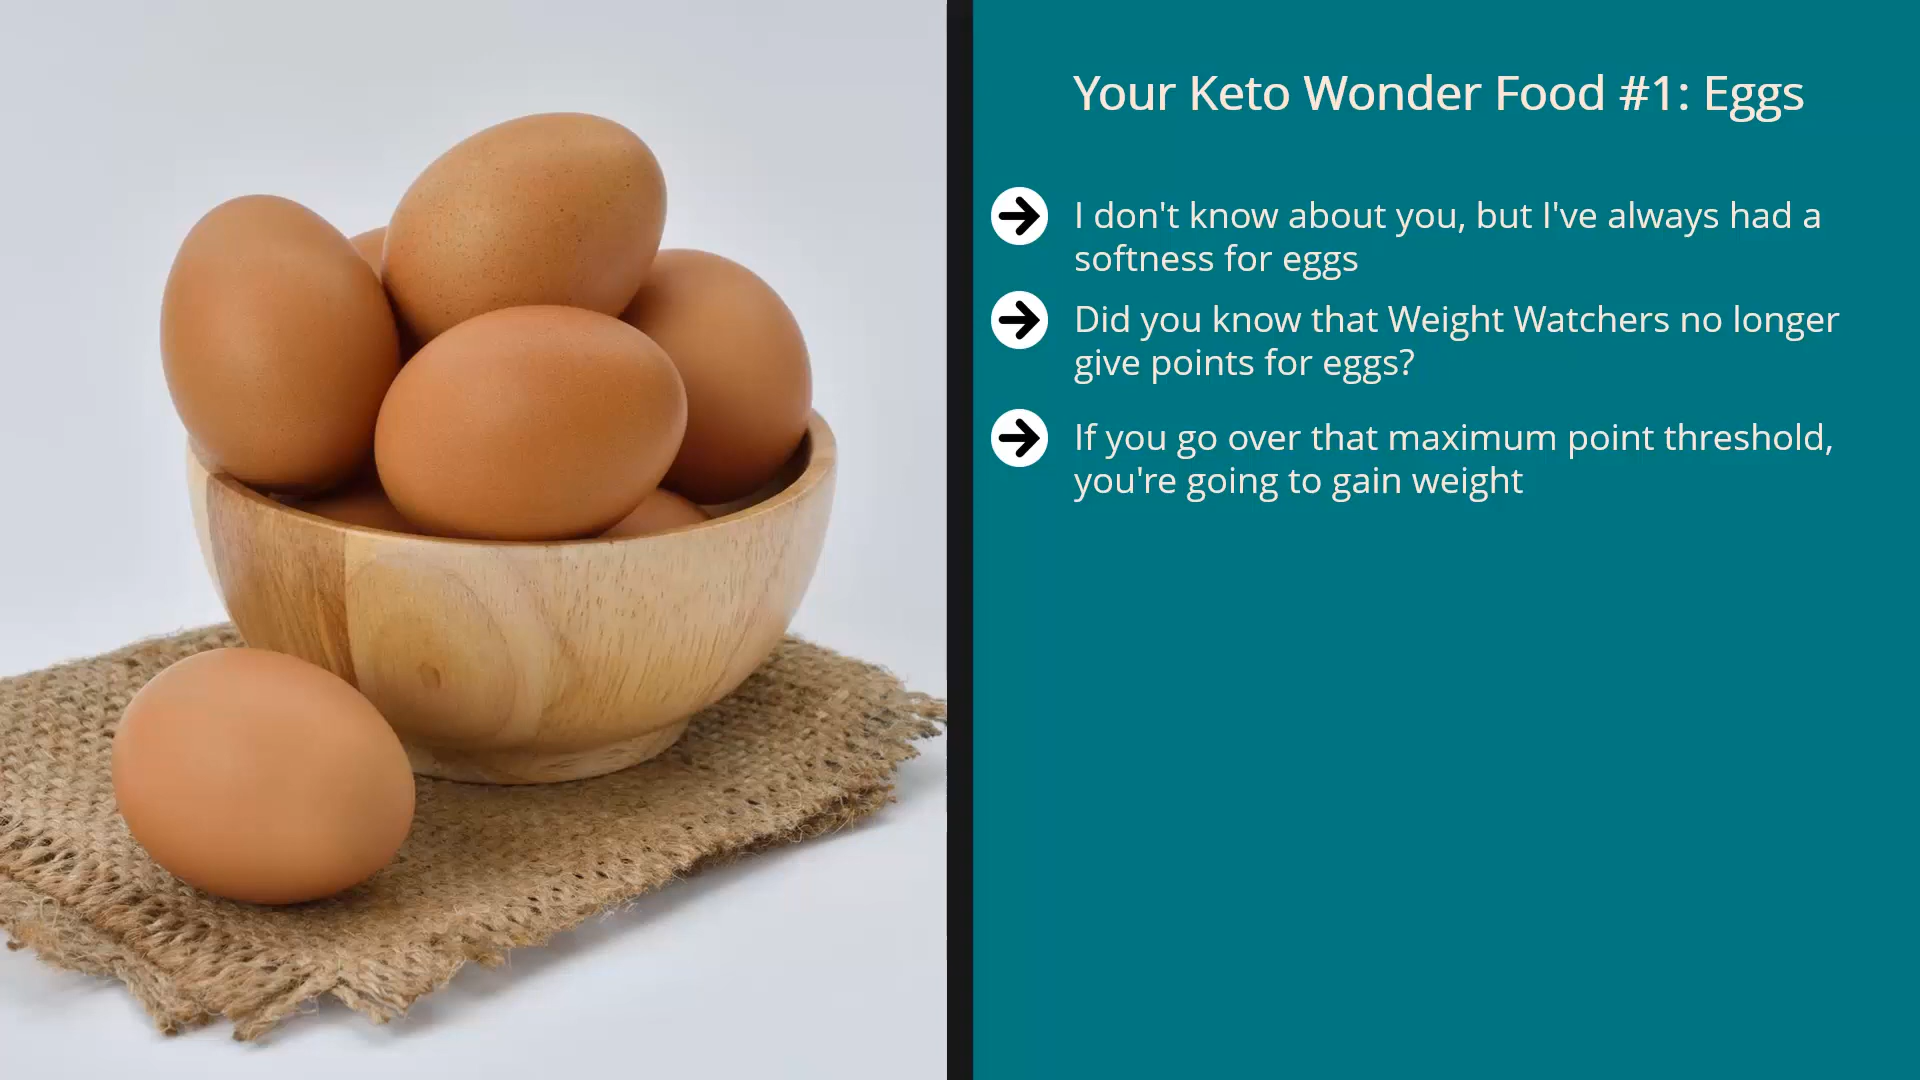 Your Keto Wonder Food #1: Eggs
I don't know about you, but I've always had a
softness for eggs
Did you know that Weight Watchers no longer
give points for eggs?
If you go over that maximum point threshold,
you're going to gain weight